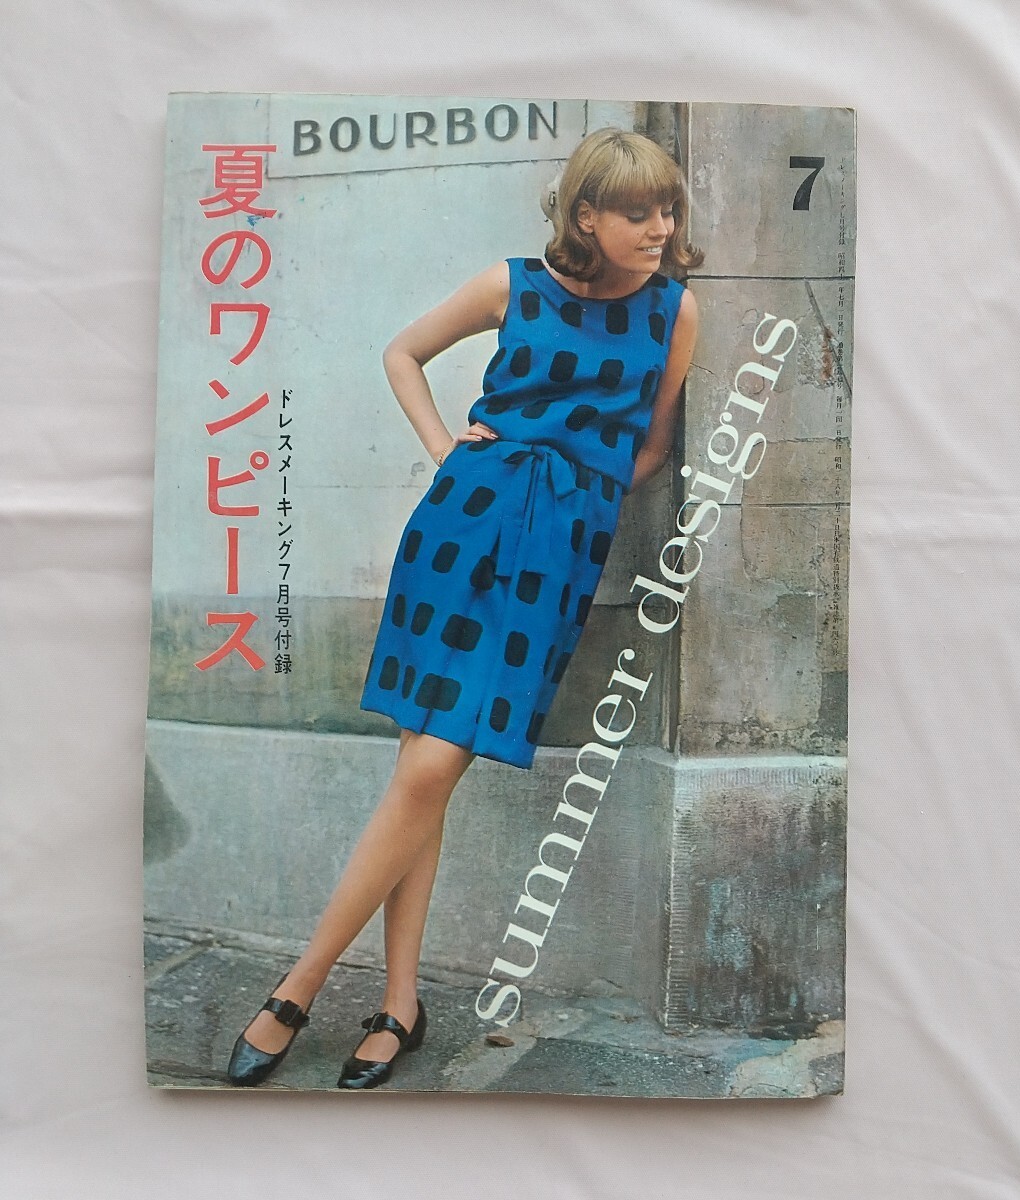 BOURBON
7
夏のワンピース
ドレスメーキング7月号付録
summer designs